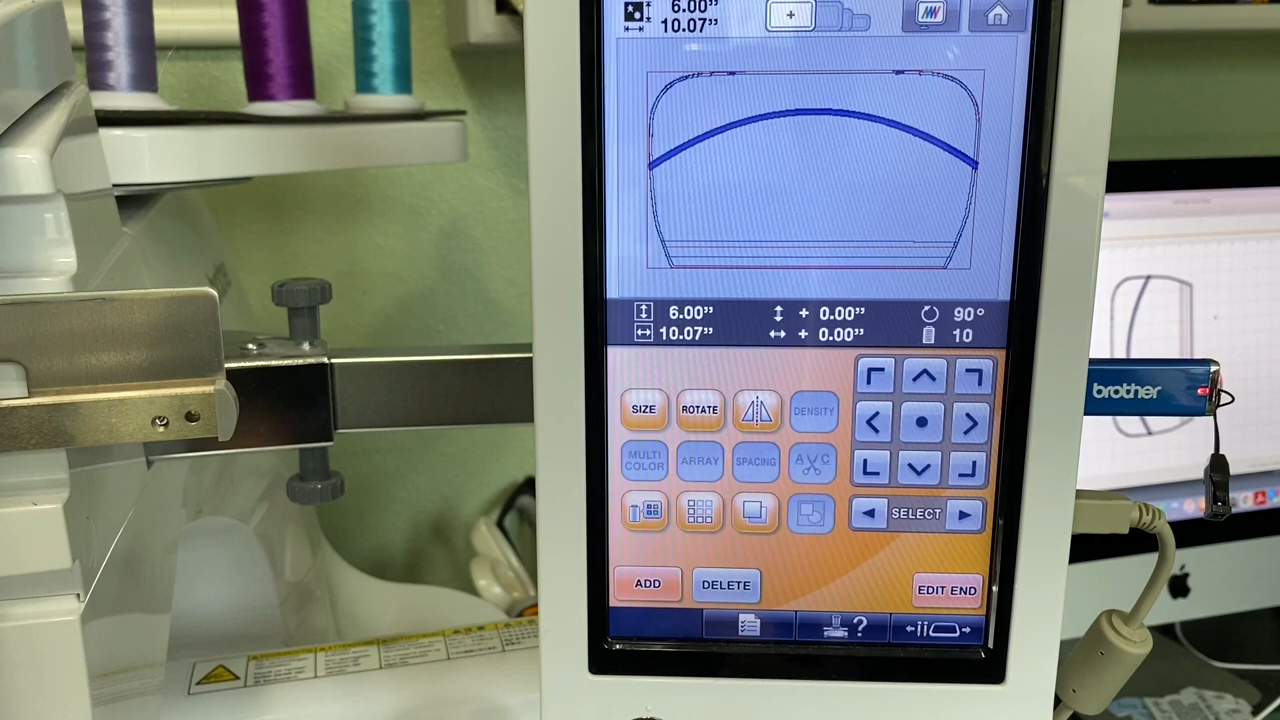 6.00”
10.07”
6.00” + 0.00” 90°
10.07” + 0.00” 10
SIZE ROTATE DENSITY
MULTI COLOR ARRAY SPACING A C
SELECT
ADD DELETE EDIT END
?
brother